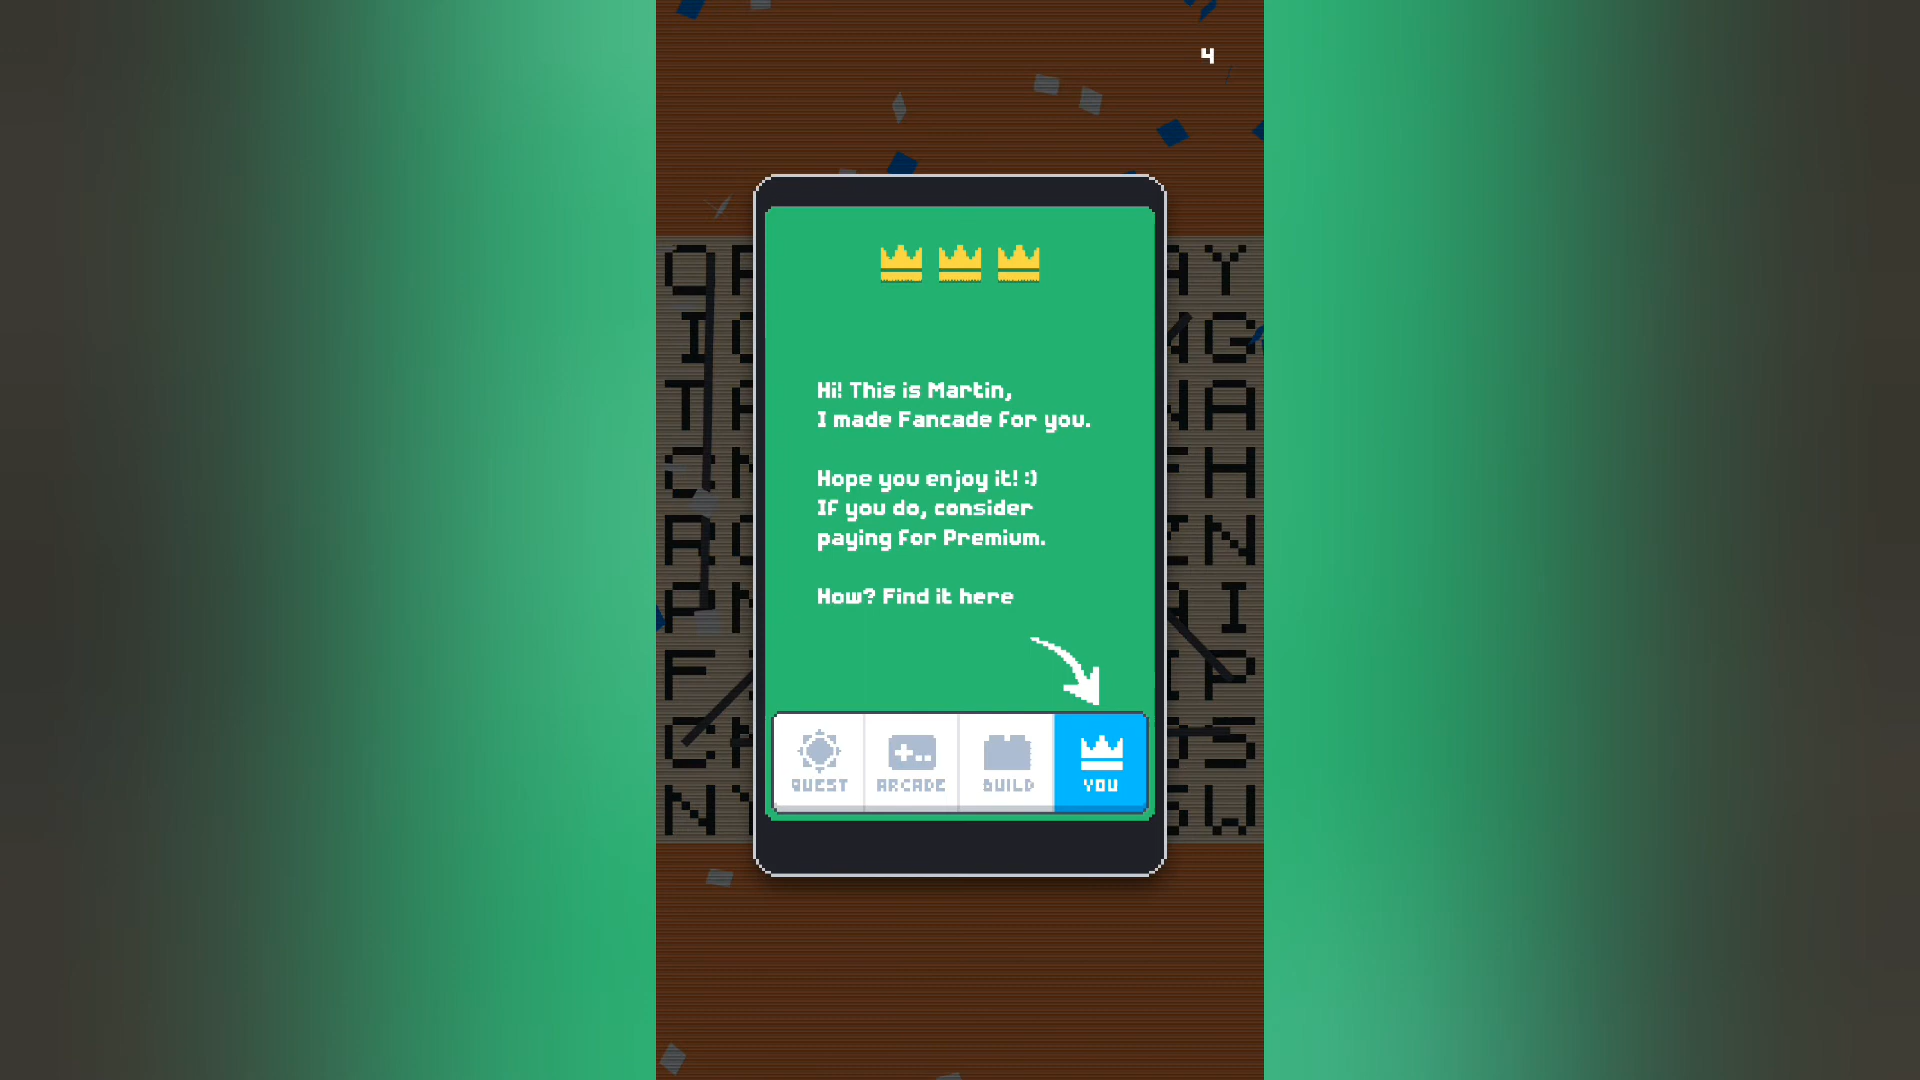 4
Hi! This is Martin,
I made Fancade for you.
Hope you enjoy it! :)
If you do, consider
paying for Premium.
How? Find it here
QUEST ARCADE BUILD YOU
Y
I G
T A
H
A N
I
F P
C S
N W